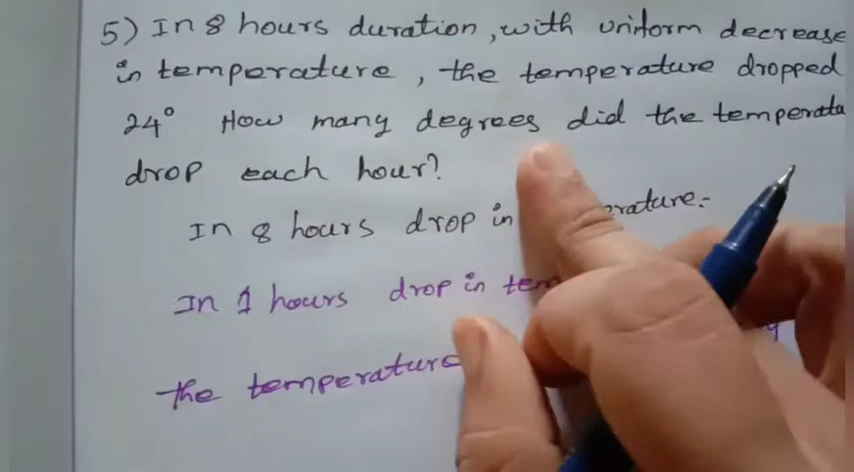 5) In 8 hours duration, with uniform decrease
in temperature, the temperature dropped
24° How many degrees did the temperatu
drop each hour?
In 8 hours drop in
In 1 hours drop in
the temperature